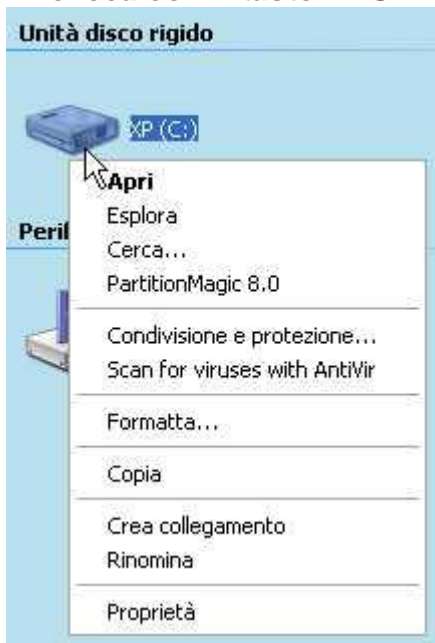 Unità disco rigido
XP (C:)
Apri
Esplora
Perif
Cerca...
PartitionMagic 8.0
Condivisione e protezione...
Scan for viruses with AntiVir
Formatta...
Copia
Crea collegamento
Rinomina
Proprietà